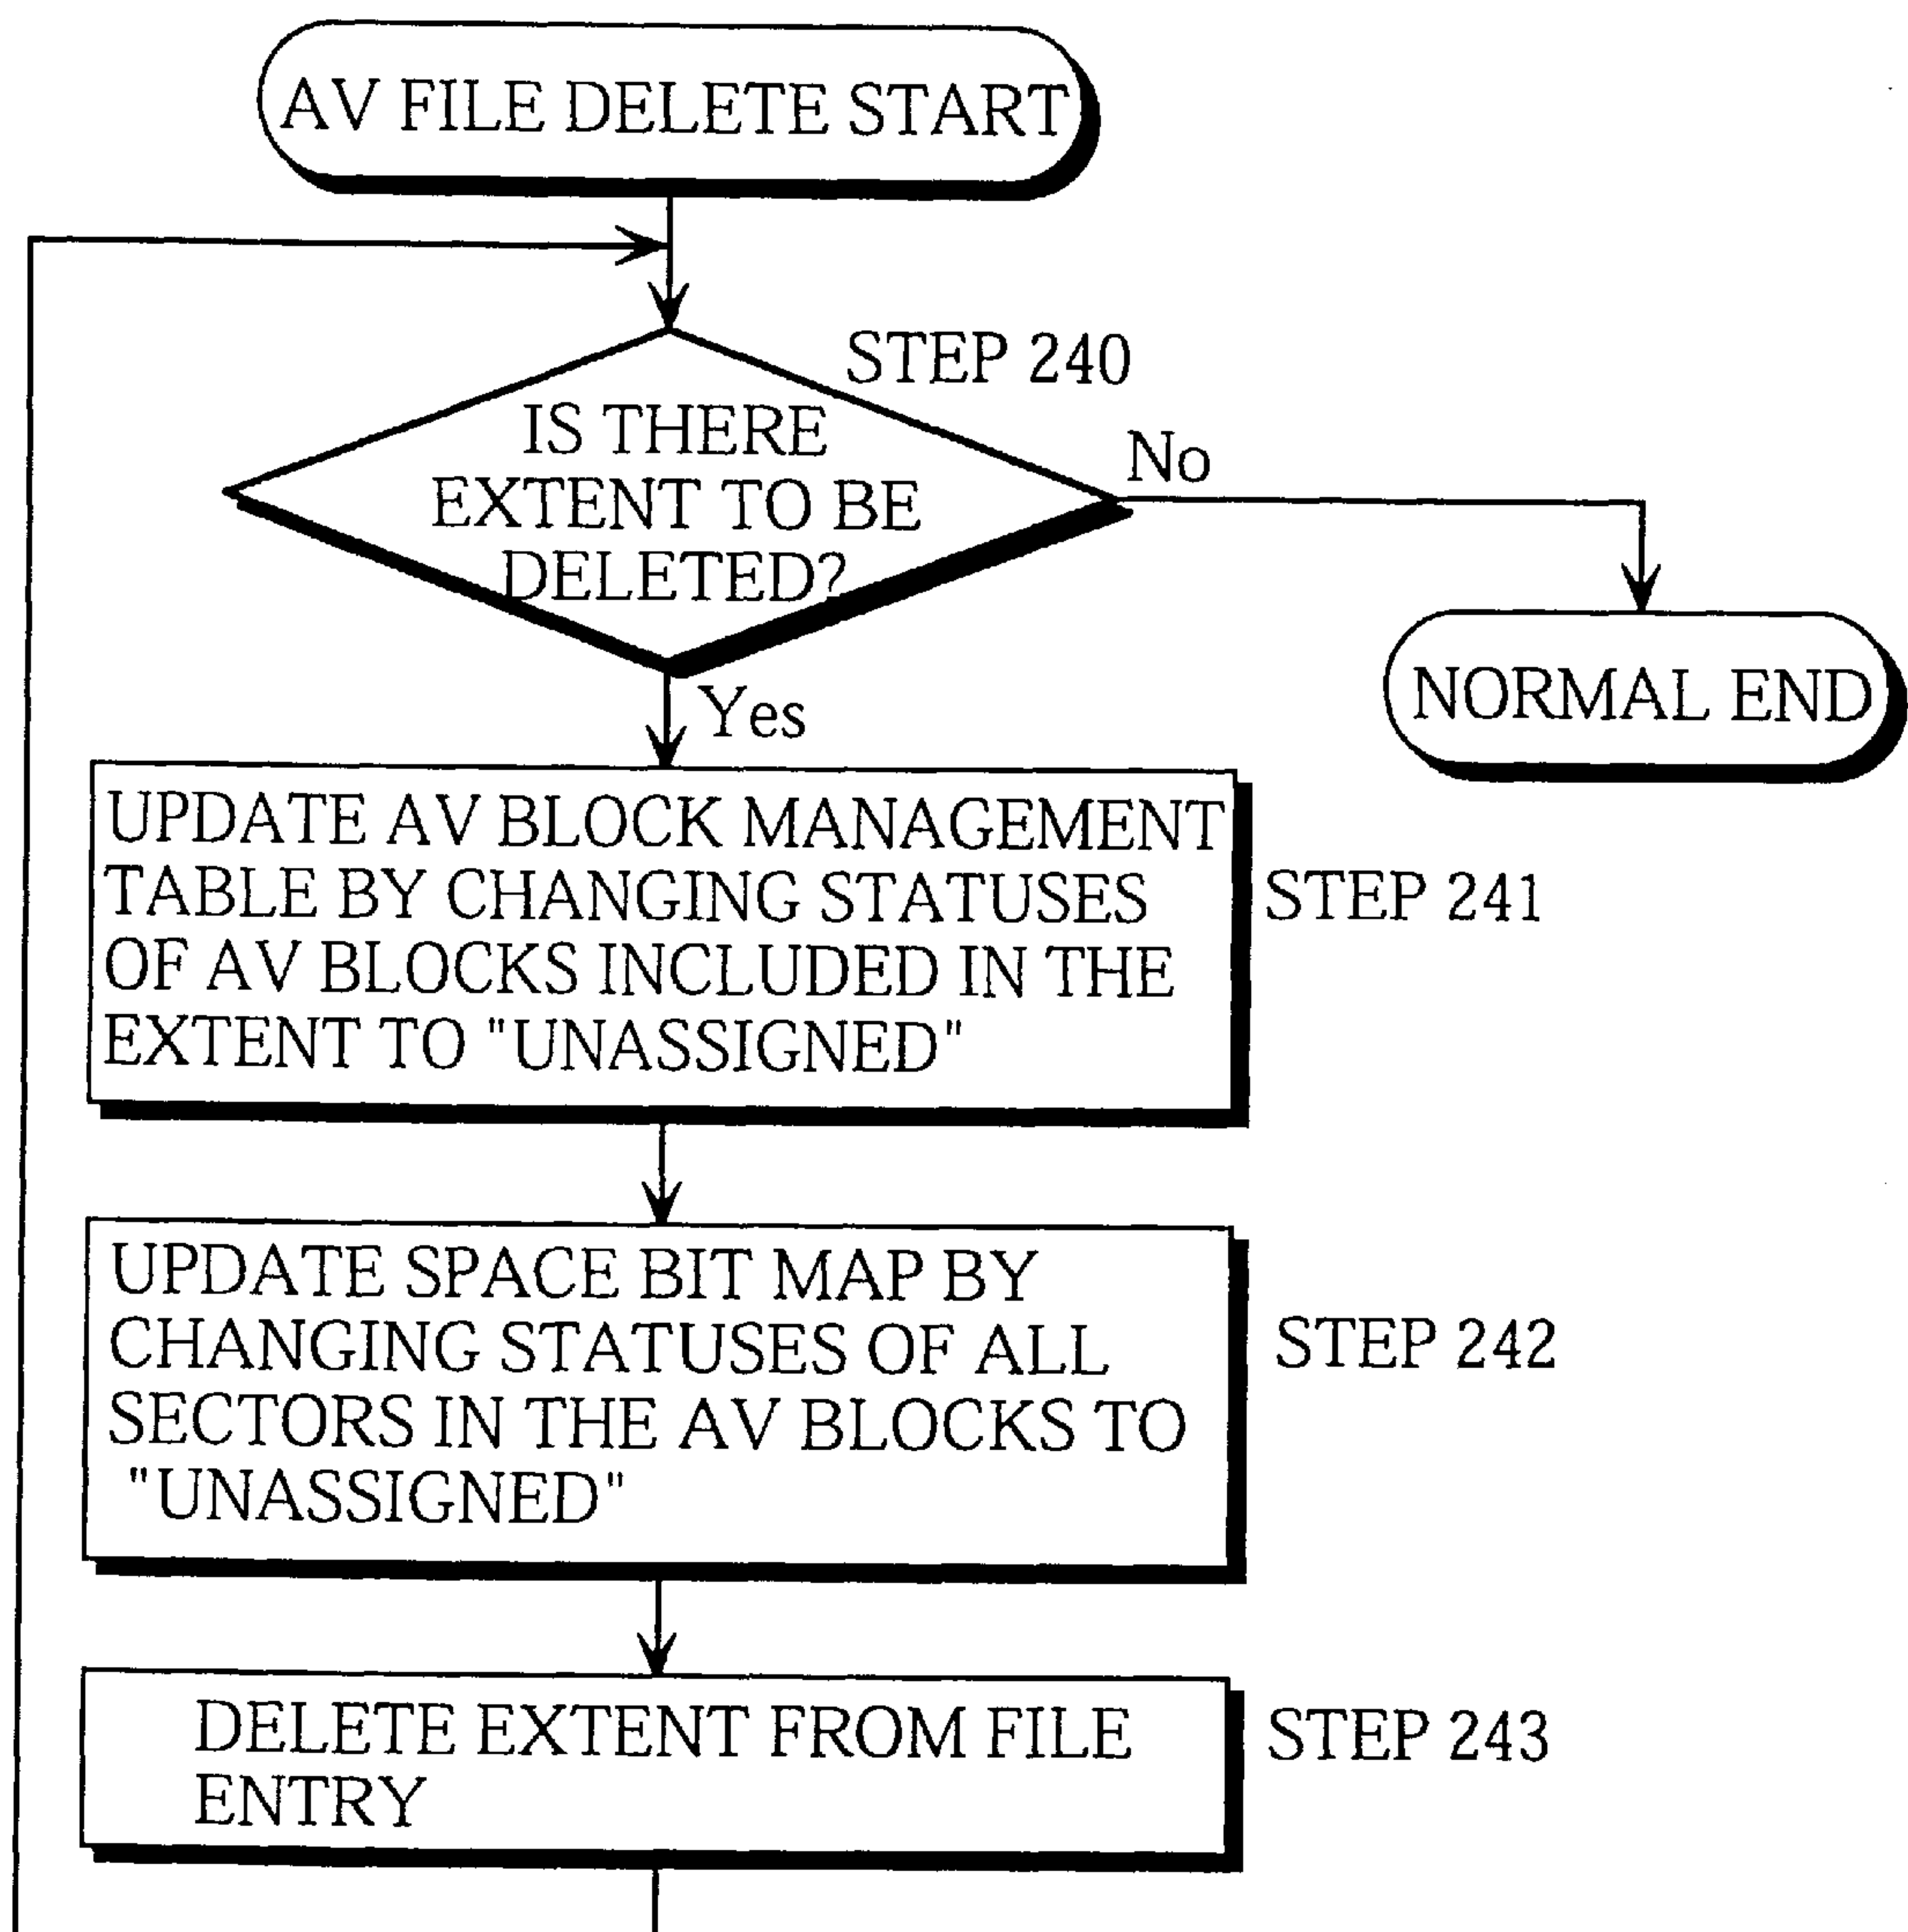 AV FILE DELETE START
STEP 240
IS THERE
EXTENT TO BE
DELETED?
No
NORMAL END
Yes
UPDATE AV BLOCK MANAGEMENT
TABLE BY CHANGING STATUSES
OF AV BLOCKS INCLUDED IN THE
EXTENT TO "UNASSIGNED"
STEP 241
UPDATE SPACE BIT MAP BY
CHANGING STATUSES OF ALL
SECTORS IN THE AV BLOCKS TO
"UNASSIGNED"
STEP 242
DELETE EXTENT FROM FILE
ENTRY
STEP 243